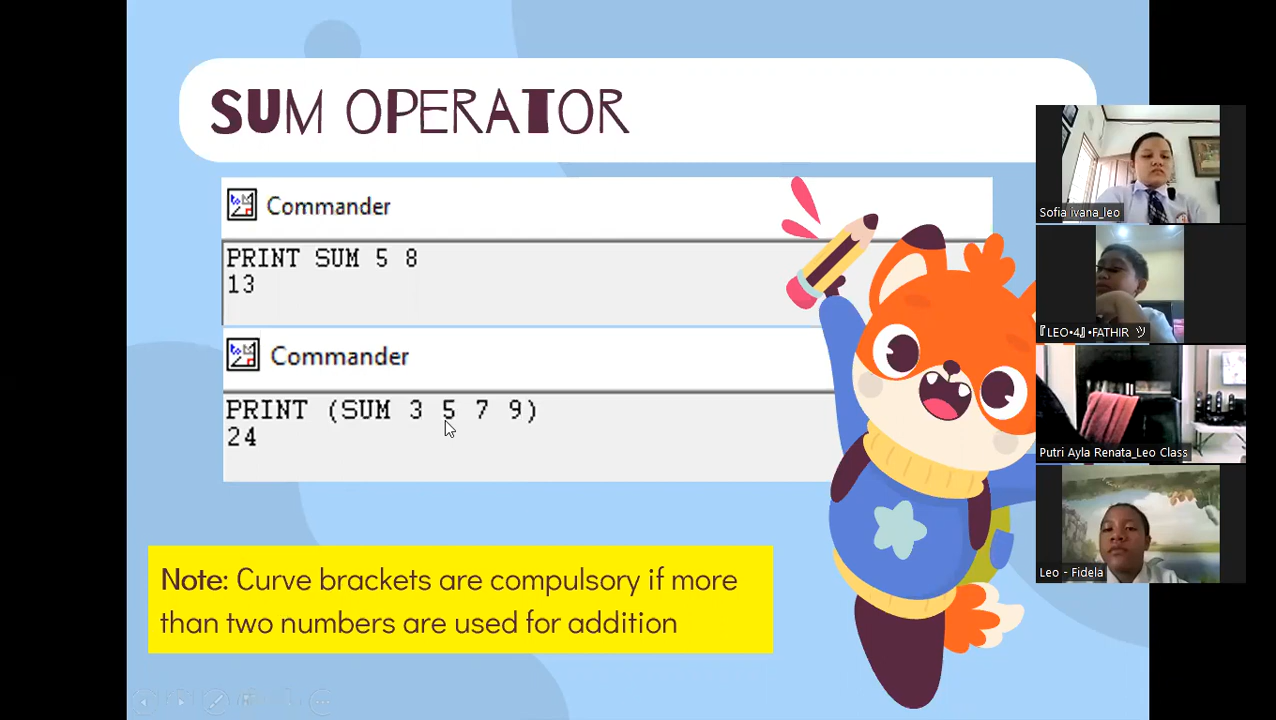 SUM OPERATOR
Commander
PRINT SUM 5 8
13
Commander
PRINT (SUM 3 5 7 9)
24
Note: Curve brackets are compulsory if more
than two numbers are used for addition
Sofia ivana_leo
『LEO•4』•FATHIR ツ
Putri Ayla Renata_Leo Class
Leo - Fidela